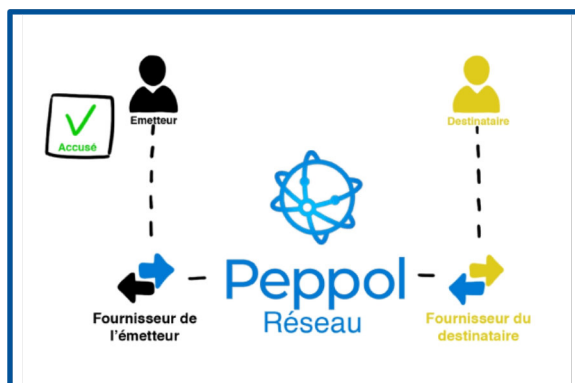 Emetteur
Destinataire
Accusé
Peppol
Réseau
Fournisseur de
l'émetteur
Fournisseur du
destinataire